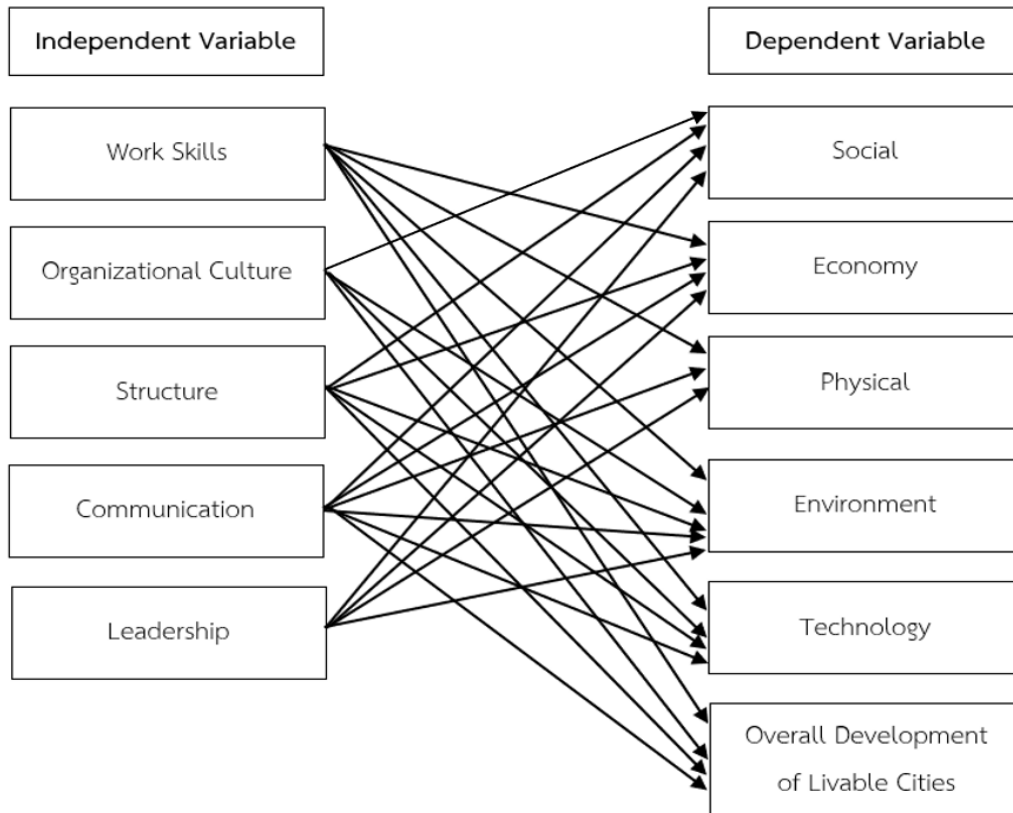 Independent Variable
Dependent Variable
Work Skills
Social
Organizational Culture
Economy
Structure
Physical
Communication
Environment
Leadership
Technology
Overall Development
of Livable Cities